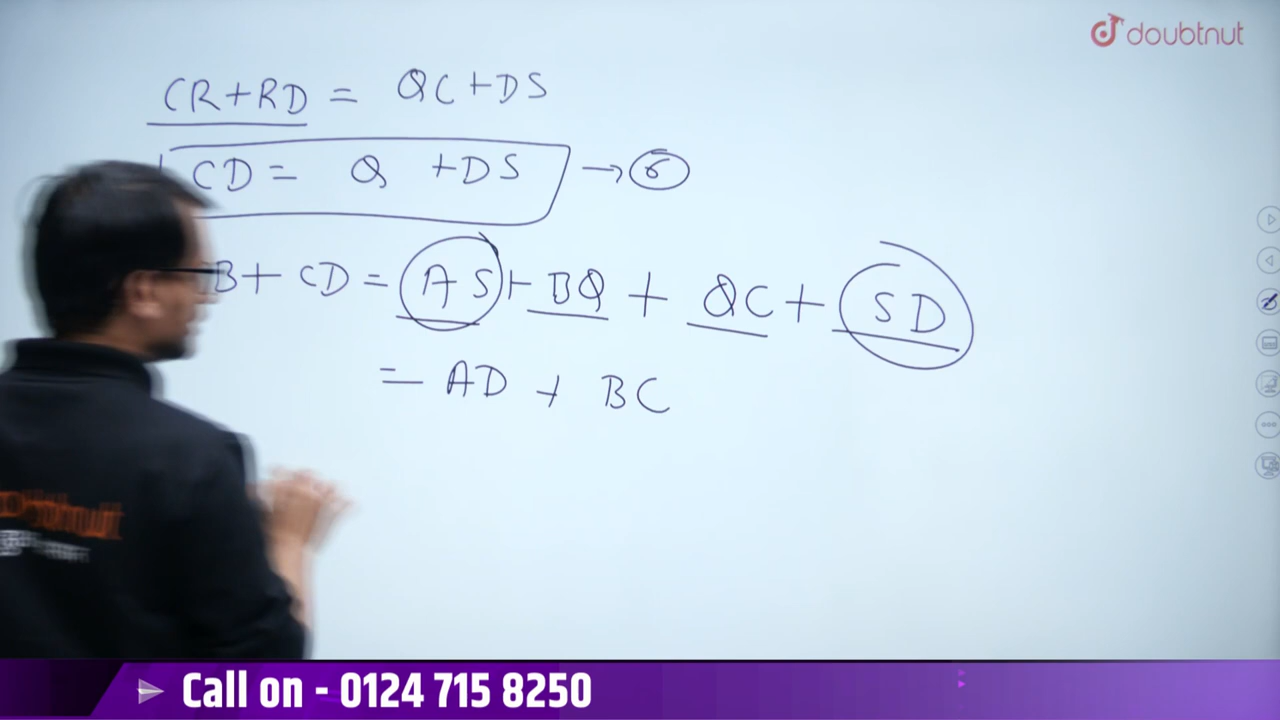 doubtnut
CR+RD = QC+DS
CD = Q +DS → 6
B+ CD = AS + BQ + QC + SD
= AD + BC
Call on - 0124 715 8250